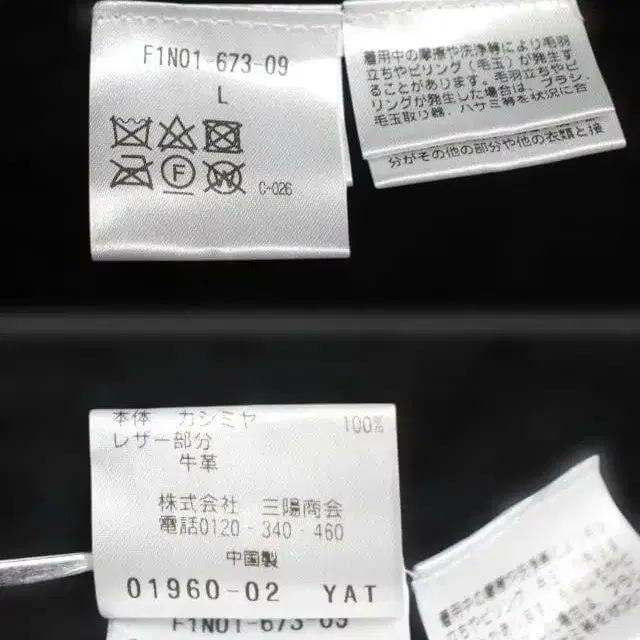 F1N01-673-09
L
F
W
C-026
着用中の摩擦や洗浄等により毛羽
立ちやピリング(毛玉)が発生す
ることがあります。毛羽立ちやピ
リングが発生した場合は、ブラシ、
毛玉取り器、ハサミ等を状況に合
分がその他の部分や他の衣類と接
本体 カシミヤ 100%
レザー部分
牛革
株式会社 三陽商会
電話0120-340-460
中国製
01960-02 YAT
F1N01-673-09